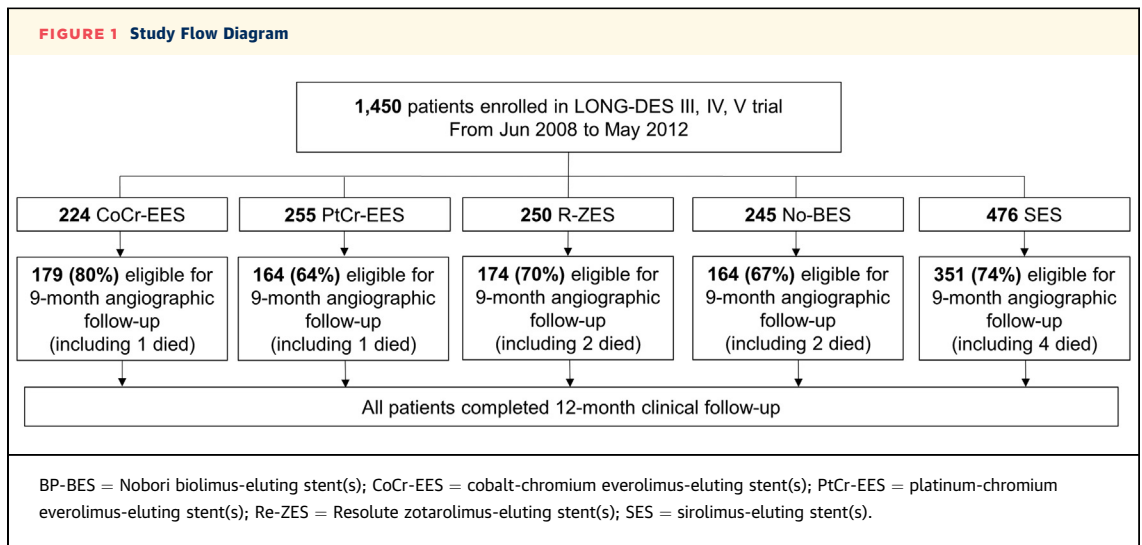 FIGURE 1 Study Flow Diagram
1,450 patients enrolled in LONG-DES III, IV, V trial
From Jun 2008 to May 2012
224 CoCr-EES
255 PtCr-EES
250 R-ZES
245 No-BES
476 SES
179 (80%) eligible for
9-month angiographic
follow-up
(including 1 died)
164 (64%) eligible for
9-month angiographic
follow-up
(including 1 died)
174 (70%) eligible for
9-month angiographic
follow-up
(including 2 died)
164 (67%) eligible for
9-month angiographic
follow-up
(including 2 died)
351 (74%) eligible for
9-month angiographic
follow-up
(including 4 died)
All patients completed 12-month clinical follow-up
BP-BES = Nobori biolimus-eluting stent(s); CoCr-EES = cobalt-chromium everolimus-eluting stent(s); PtCr-EES = platinum-chromium
everolimus-eluting stent(s); Re-ZES = Resolute zotarolimus-eluting stent(s); SES = sirolimus-eluting stent(s).